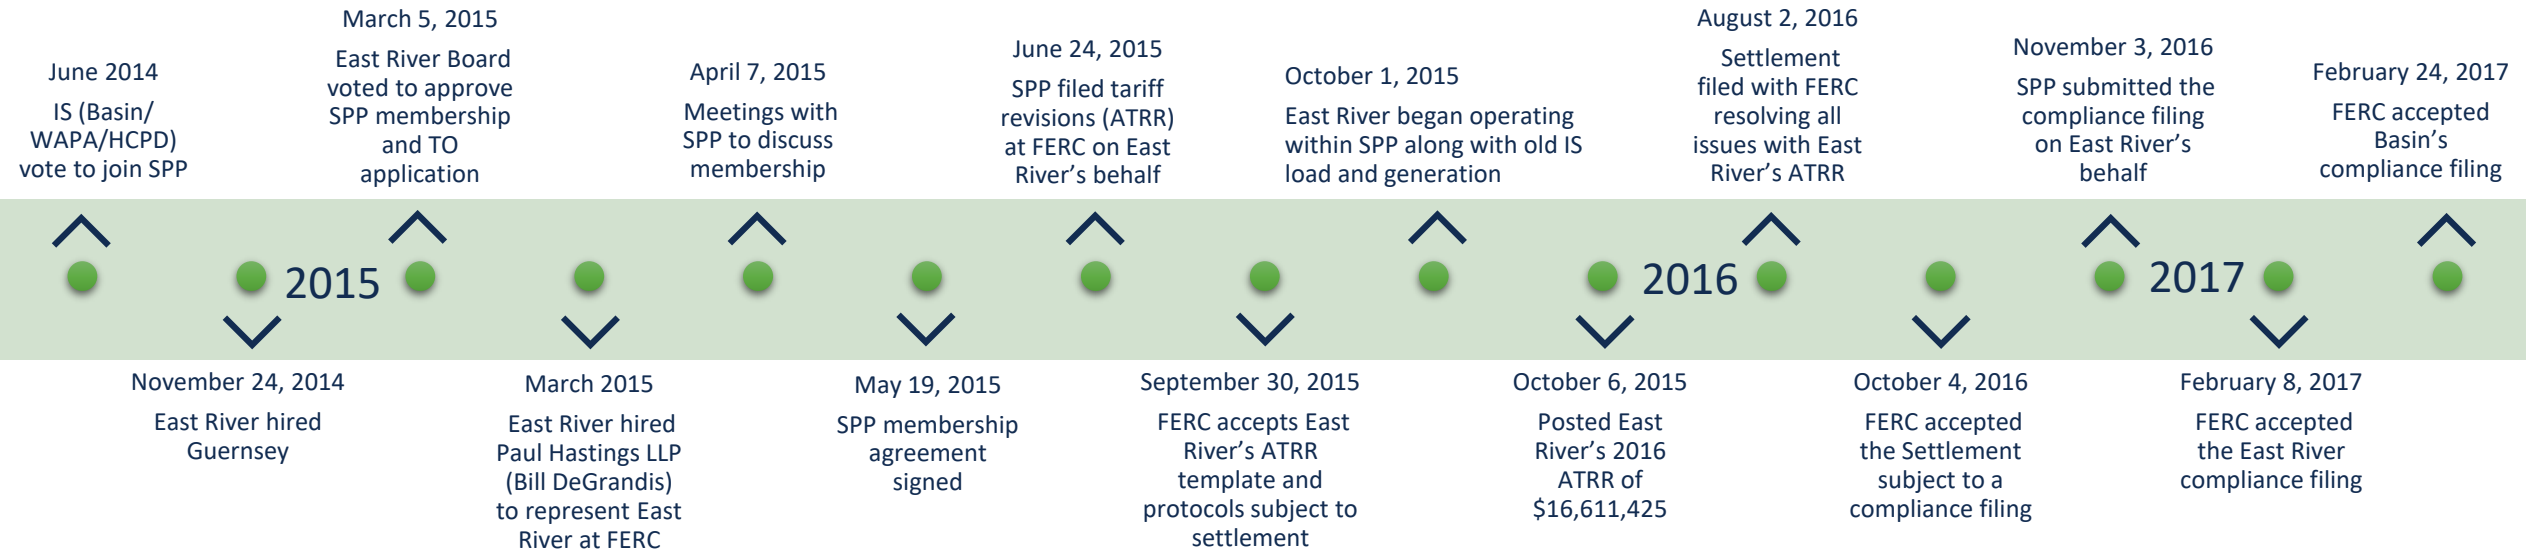 June 2014
IS (Basin/
WAPA/HCPD)
vote to join SPP
November 24, 2014
East River hired
Guernsey
2015
March 5, 2015
East River Board
voted to approve
SPP membership
and TO
application
March 2015
East River hired
Paul Hastings LLP
(Bill DeGrandis)
to represent East
River at FERC
April 7, 2015
Meetings with
SPP to discuss
membership
May 19, 2015
SPP membership
agreement
signed
June 24, 2015
SPP filed tariff
revisions (ATRR)
at FERC on East
River’s behalf
September 30, 2015
FERC accepts East
River’s ATRR
template and
protocols subject to
settlement
October 1, 2015
East River began operating
within SPP along with old IS
load and generation
October 6, 2015
Posted East
River’s 2016
ATRR of
$16,611,425
2016
August 2, 2016
Settlement
filed with FERC
resolving all
issues with East
River’s ATRR
October 4, 2016
FERC accepted
the Settlement
subject to a
compliance filing
November 3, 2016
SPP submitted the
compliance filing
on East River’s
behalf
2017
February 8, 2017
FERC accepted
the East River
compliance filing
February 24, 2017
FERC accepted
Basin’s
compliance filing